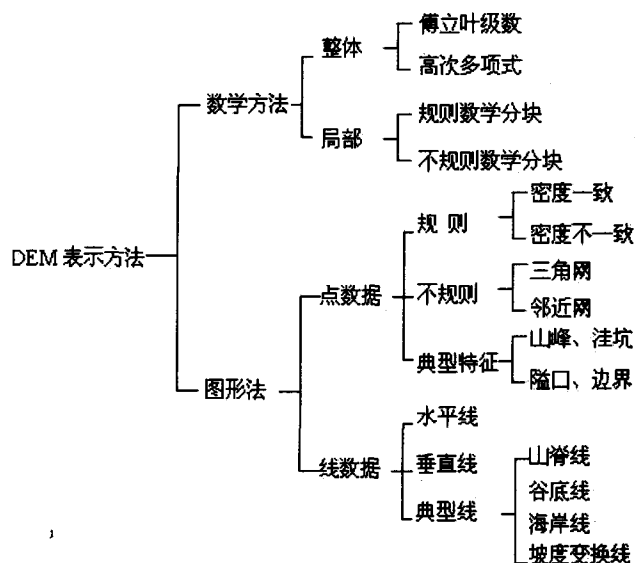 DEM 表示方法
数学方法
整体
傅立叶级数
高次多项式
局部
规则数学分块
不规则数学分块
图形法
点数据
规 则
密度一致
密度不一致
不规则
三角网
邻近网
典型特征
山峰、洼坑
隘口、边界
线数据
水平线
垂直线
典型线
山脊线
谷底线
海岸线
坡度变换线